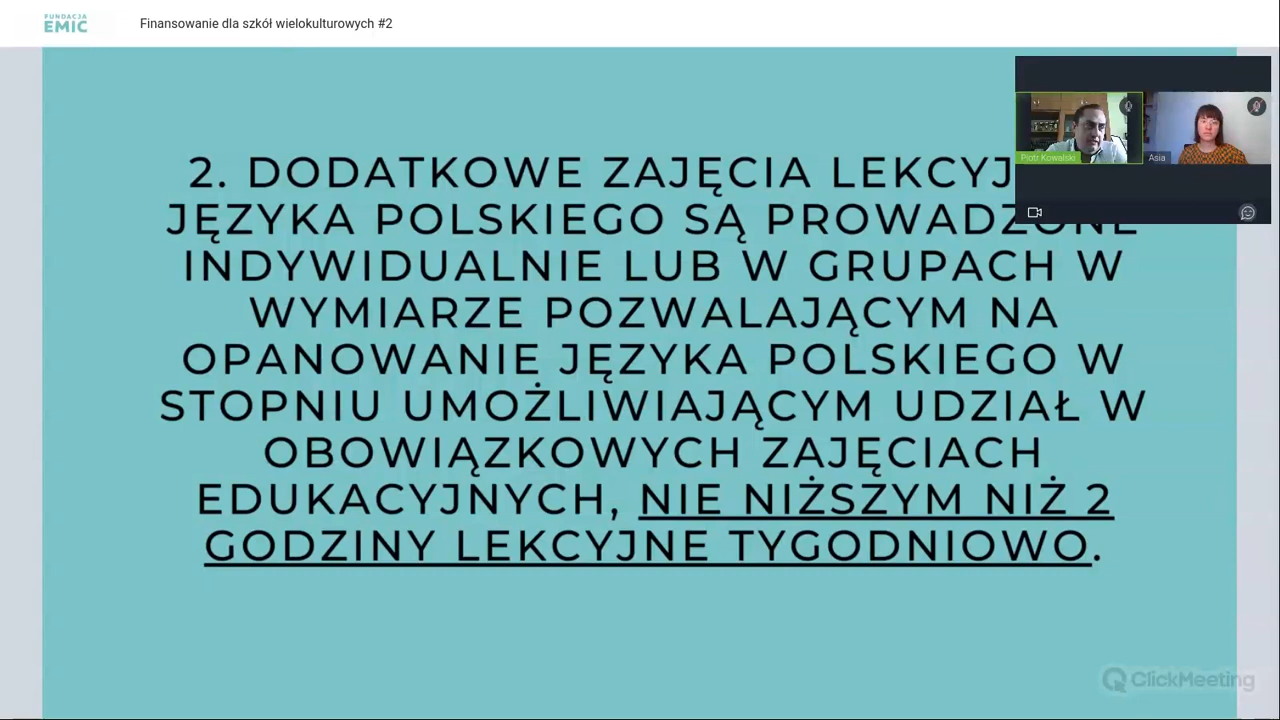 FUNDACJA
EMIC
Finansowanie dla szkół wielokulturowych #2
2. DODATKOWE ZAJĘCIA
JĘZYKA POLSKIEGO SĄ PROWADZONE
INDYWIDUALNIE LUB W GRUPACH W
WYMIARZE POZWALAJĄCYM NA
OPANOWANIE JĘZYKA POLSKIEGO W
STOPNIU UMOŻLIWIAJĄCYM UDZIAŁ W
OBOWIĄZKOWYCH ZAJĘCIACH
EDUKACYJNYCH, NIE NIŻSZYM NIŻ 2
GODZINY LEKCYJNE TYGODNIOWO.
Piotr Kowalski
Asia
ClickMeeting